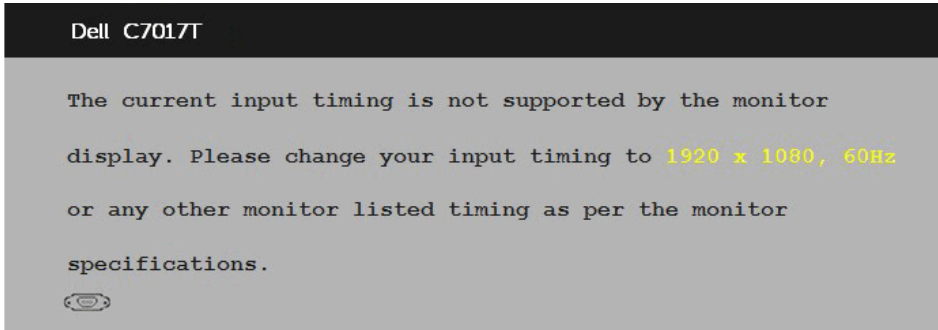 Dell C7017T
The current input timing is not supported by the monitor
display. Please change your input timing to 1920 x 1080, 60Hz
or any other monitor listed timing as per the monitor
specifications.